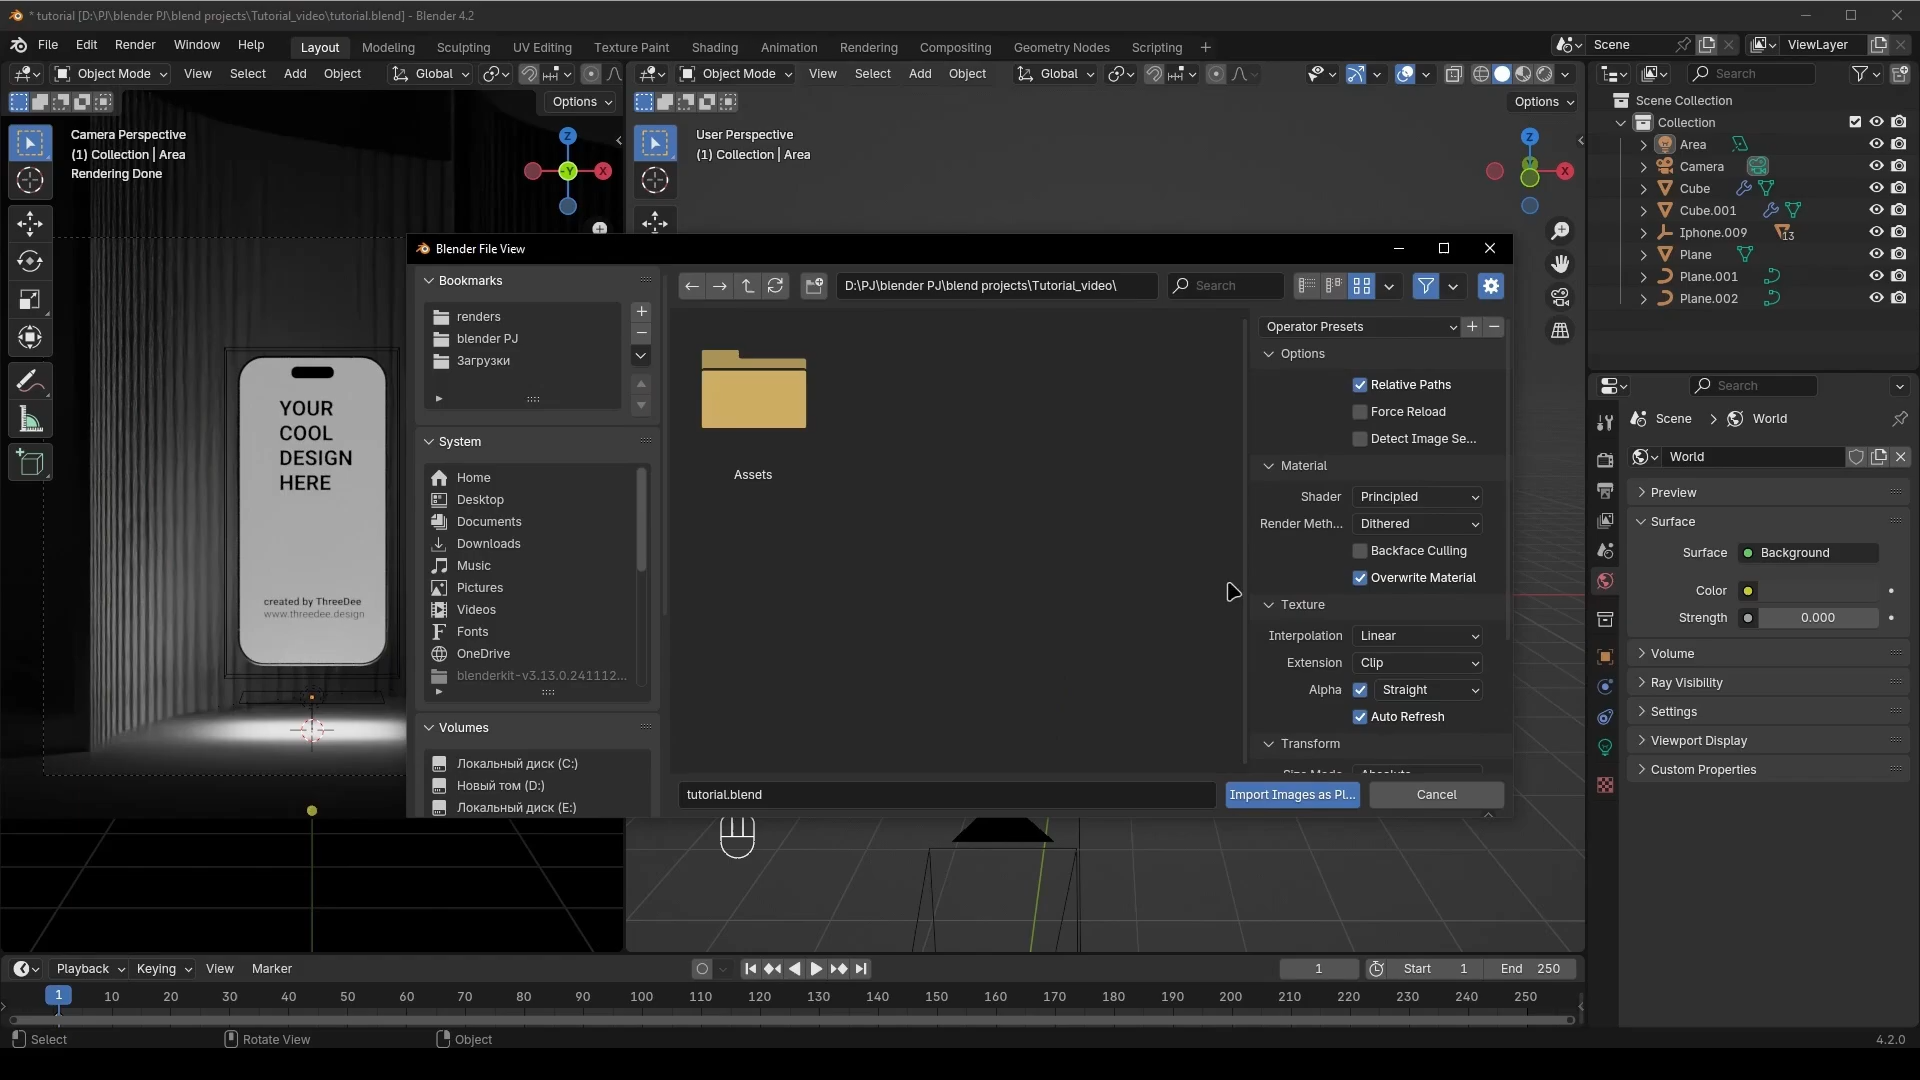 * tutorial [D:\PJ\blender PJ\blend projects\Tutorial_video\tutorial.blend] - Blender 4.2
File Edit Render Window Help
Layout Modeling Sculpting UV Editing Texture Paint Shading Animation Rendering Compositing Geometry Nodes Scripting
Scene
ViewLayer
Object Mode View Select Add Object Global
Options
Camera Perspective
(1) Collection | Area
Rendering Done
Z
-Y
X
Object Mode View Select Add Object Global
Options
User Perspective
(1) Collection | Area
Z
Y
X
YOUR
COOL
DESIGN
HERE
created by ThreeDee
www.threedee.design
Blender File View
Bookmarks
renders
blender PJ
Загрузки
System
Home
Desktop
Documents
Downloads
Music
Pictures
Videos
Fonts
OneDrive
blenderkit-v3.13.0.241112...
Volumes
Локальный диск (C:)
Новый том (D:)
Локальный диск (E:)
D:\PJ\blender PJ\blend projects\Tutorial_video\
Search
Assets
Operator Presets
Options
Relative Paths
Force Reload
Detect Image Se...
Material
Shader Principled
Render Meth... Dithered
Backface Culling
Overwrite Material
Texture
Interpolation Linear
Extension Clip
Alpha Straight
Auto Refresh
Transform
tutorial.blend
Import Images as Pl...
Cancel
Search
Scene Collection
Collection
Area
Camera
Cube
Cube.001
Iphone.009 13
Plane
Plane.001
Plane.002
Search
Scene World
World
Preview
Surface
Surface Background
Color
Strength 0.000
Volume
Ray Visibility
Settings
Viewport Display
Custom Properties
Playback Keying View Marker
1 Start 1 End 250
1 10 20 30 40 50 60 70 80 90 100 110 120 130 140 150 160 170 180 190 200 210 220 230 240 250
Select Rotate View Object 4.2.0